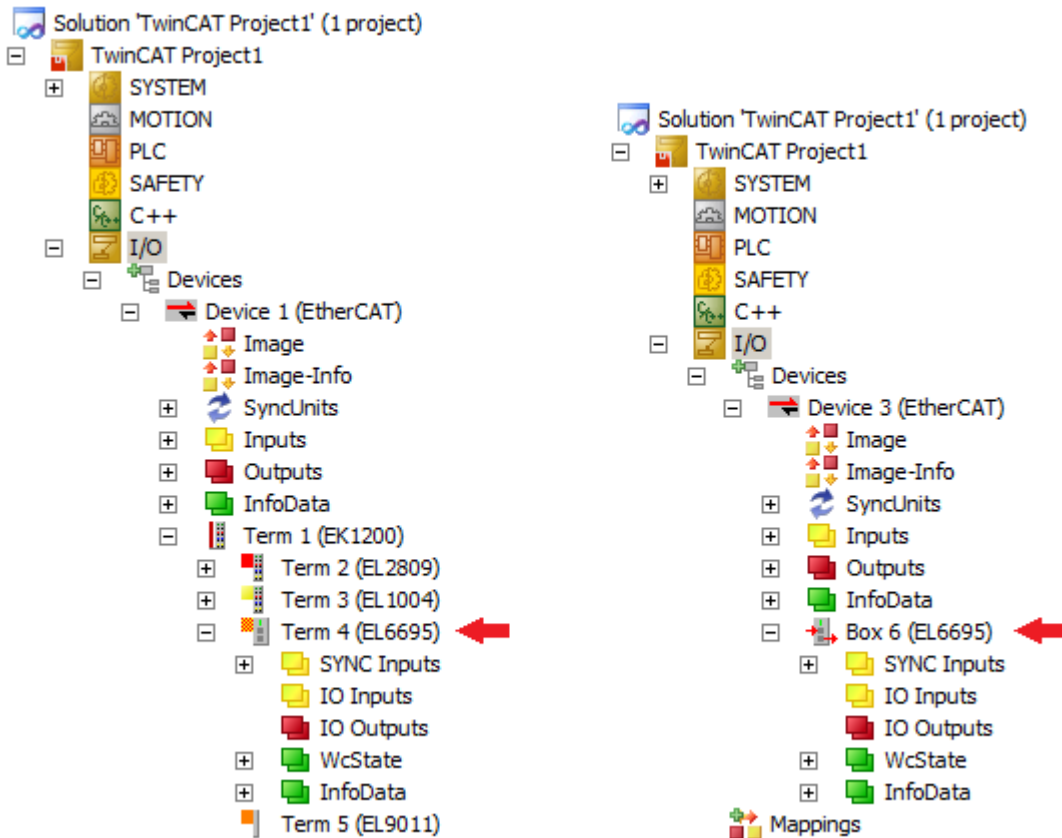 Solution 'TwinCAT Project1' (1 project)
TwinCAT Project1
SYSTEM
MOTION
PLC
SAFETY
C++
I/O
Devices
Device 1 (EtherCAT)
Image
Image-Info
SyncUnits
Inputs
Outputs
InfoData
Term 1 (EK1200)
Term 2 (EL2809)
Term 3 (EL1004)
Term 4 (EL6695)
SYNC Inputs
IO Inputs
IO Outputs
WcState
InfoData
Term 5 (EL9011)
Solution 'TwinCAT Project1' (1 project)
TwinCAT Project1
SYSTEM
MOTION
PLC
SAFETY
C++
I/O
Devices
Device 3 (EtherCAT)
Image
Image-Info
SyncUnits
Inputs
Outputs
InfoData
Box 6 (EL6695)
SYNC Inputs
IO Inputs
IO Outputs
WcState
InfoData
Mappings